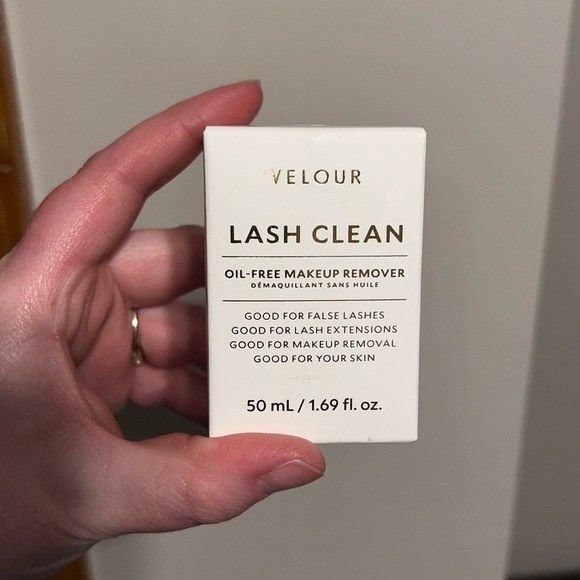 VELOUR
LASH CLEAN
OIL-FREE MAKEUP REMOVER
DÉMAQUILLANT SANS HUILE
GOOD FOR FALSE LASHES
GOOD FOR LASH EXTENSIONS
GOOD FOR MAKEUP REMOVAL
GOOD FOR YOUR SKIN
50 mL / 1.69 fl. oz.